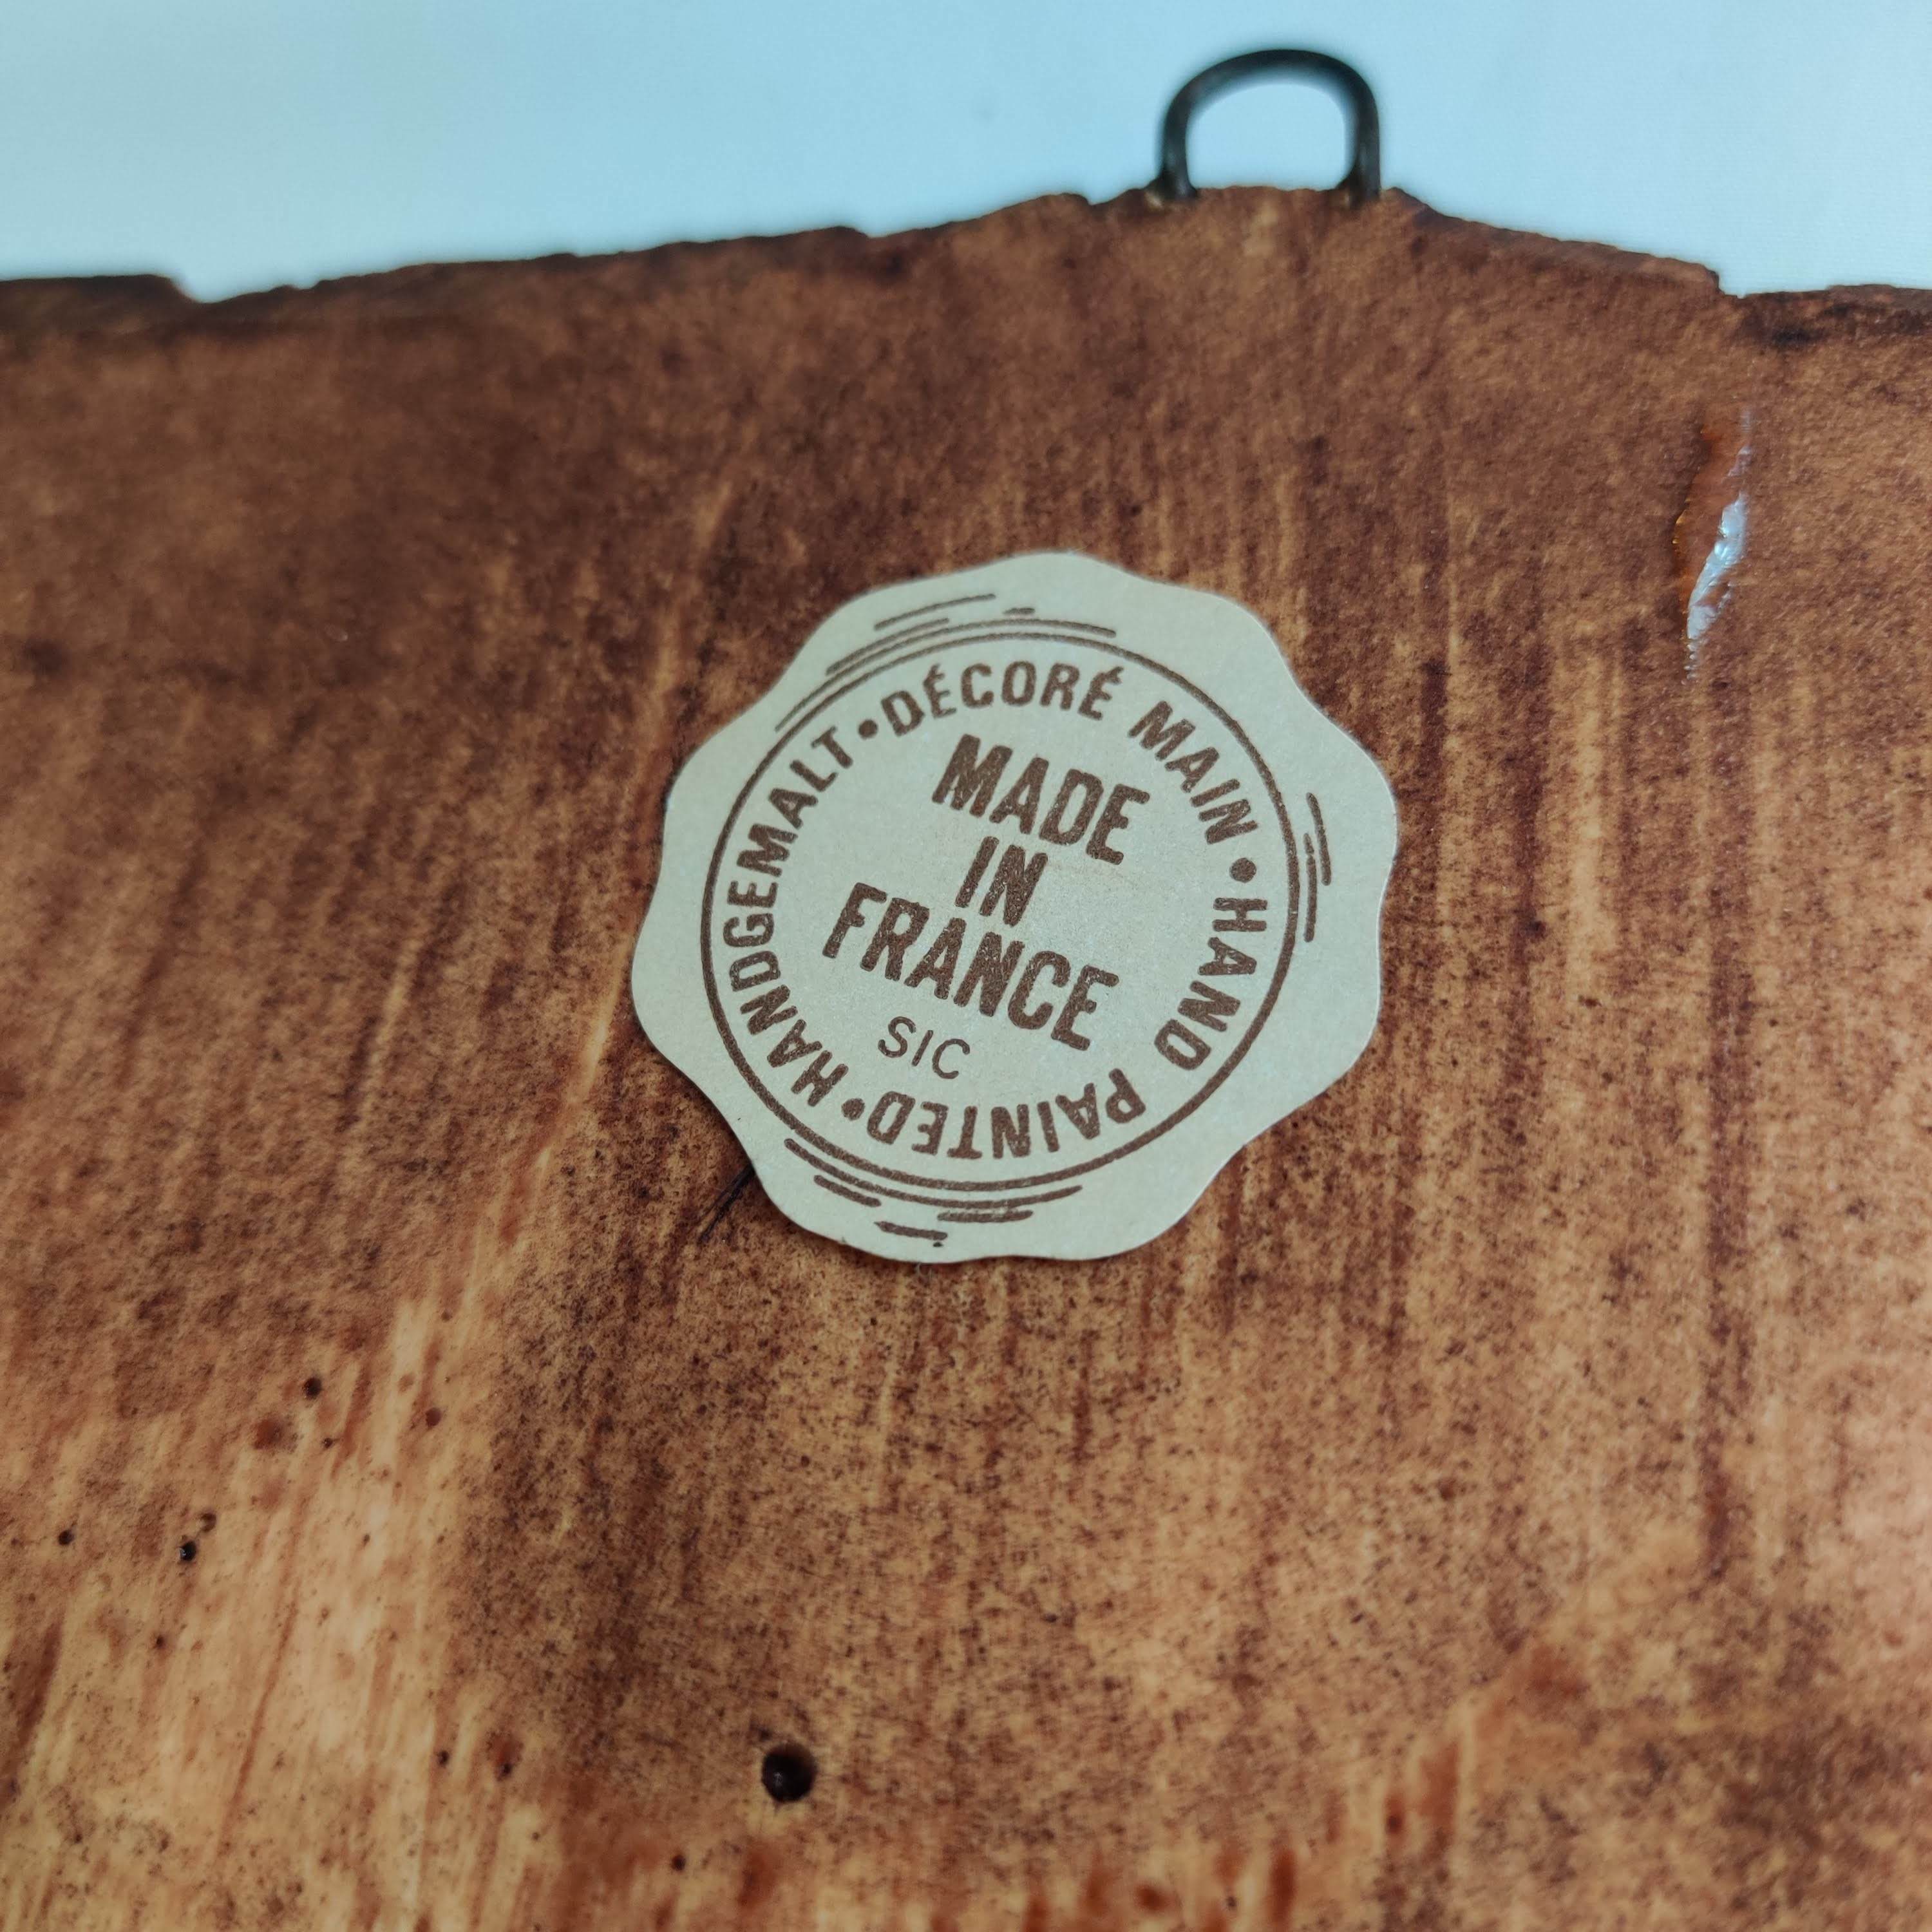 DÉCORÉ MAIN • HAND PAINTED • HANDGEMALT •
MADE
IN
FRANCE
SIC